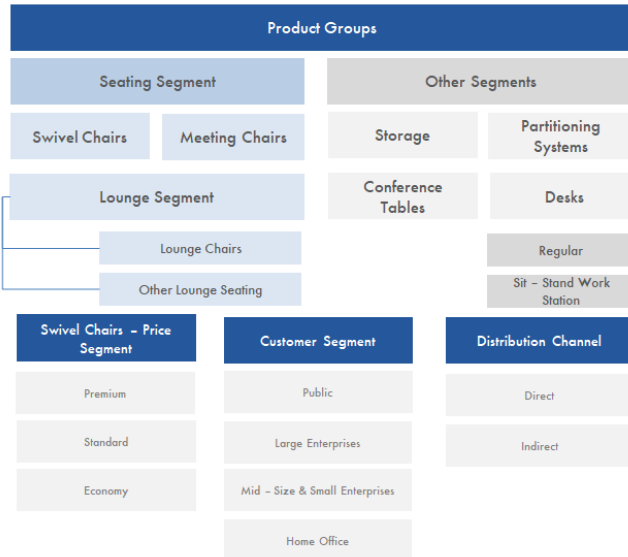 Product Groups
Seating Segment
Other Segments
Swivel Chairs
Meeting Chairs
Storage
Partitioning
Systems
Lounge Segment
Conference
Tables
Desks
Lounge Chairs
Regular
Other Lounge Seating
Sit – Stand Work
Station
Swivel Chairs – Price
Segment
Customer Segment
Distribution Channel
Premium
Public
Direct
Standard
Large Enterprises
Indirect
Economy
Mid – Size & Small Enterprises
Home Office